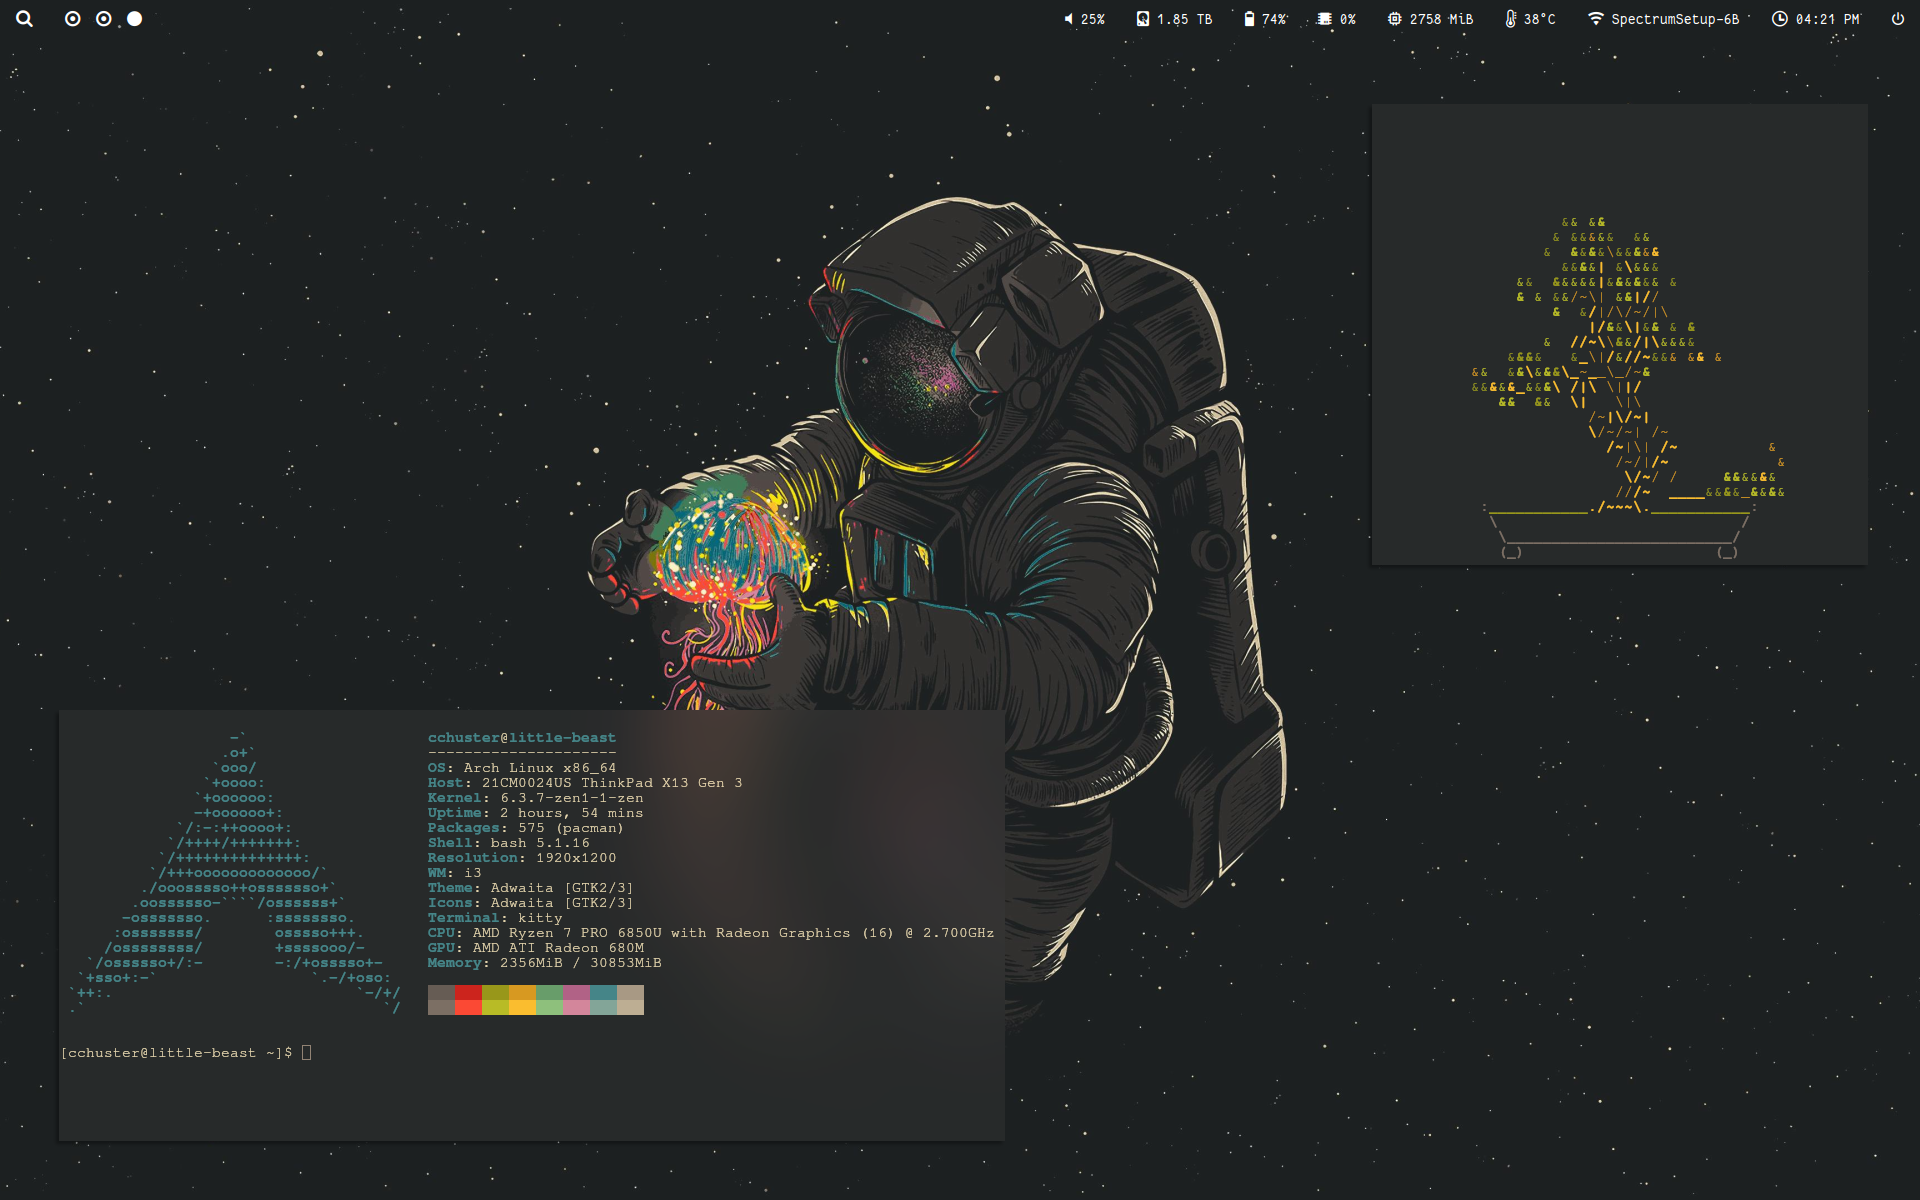 25% 1.85 TB 74% 0% 2758 MiB 38°C SpectrumSetup-6B 04:21 PM
cchuster@little-beast
---------------------
OS: Arch Linux x86_64
Host: 21CM0024US ThinkPad X13 Gen 3
Kernel: 6.3.7-zen1-1-zen
Uptime: 2 hours, 54 mins
Packages: 575 (pacman)
Shell: bash 5.1.16
Resolution: 1920x1200
WM: i3
Theme: Adwaita [GTK2/3]
Icons: Adwaita [GTK2/3]
Terminal: kitty
CPU: AMD Ryzen 7 PRO 6850U with Radeon Graphics (16) @ 2.700GHz
GPU: AMD ATI Radeon 680M
Memory: 2356MiB / 30853MiB
[cchuster@little-beast ~]$